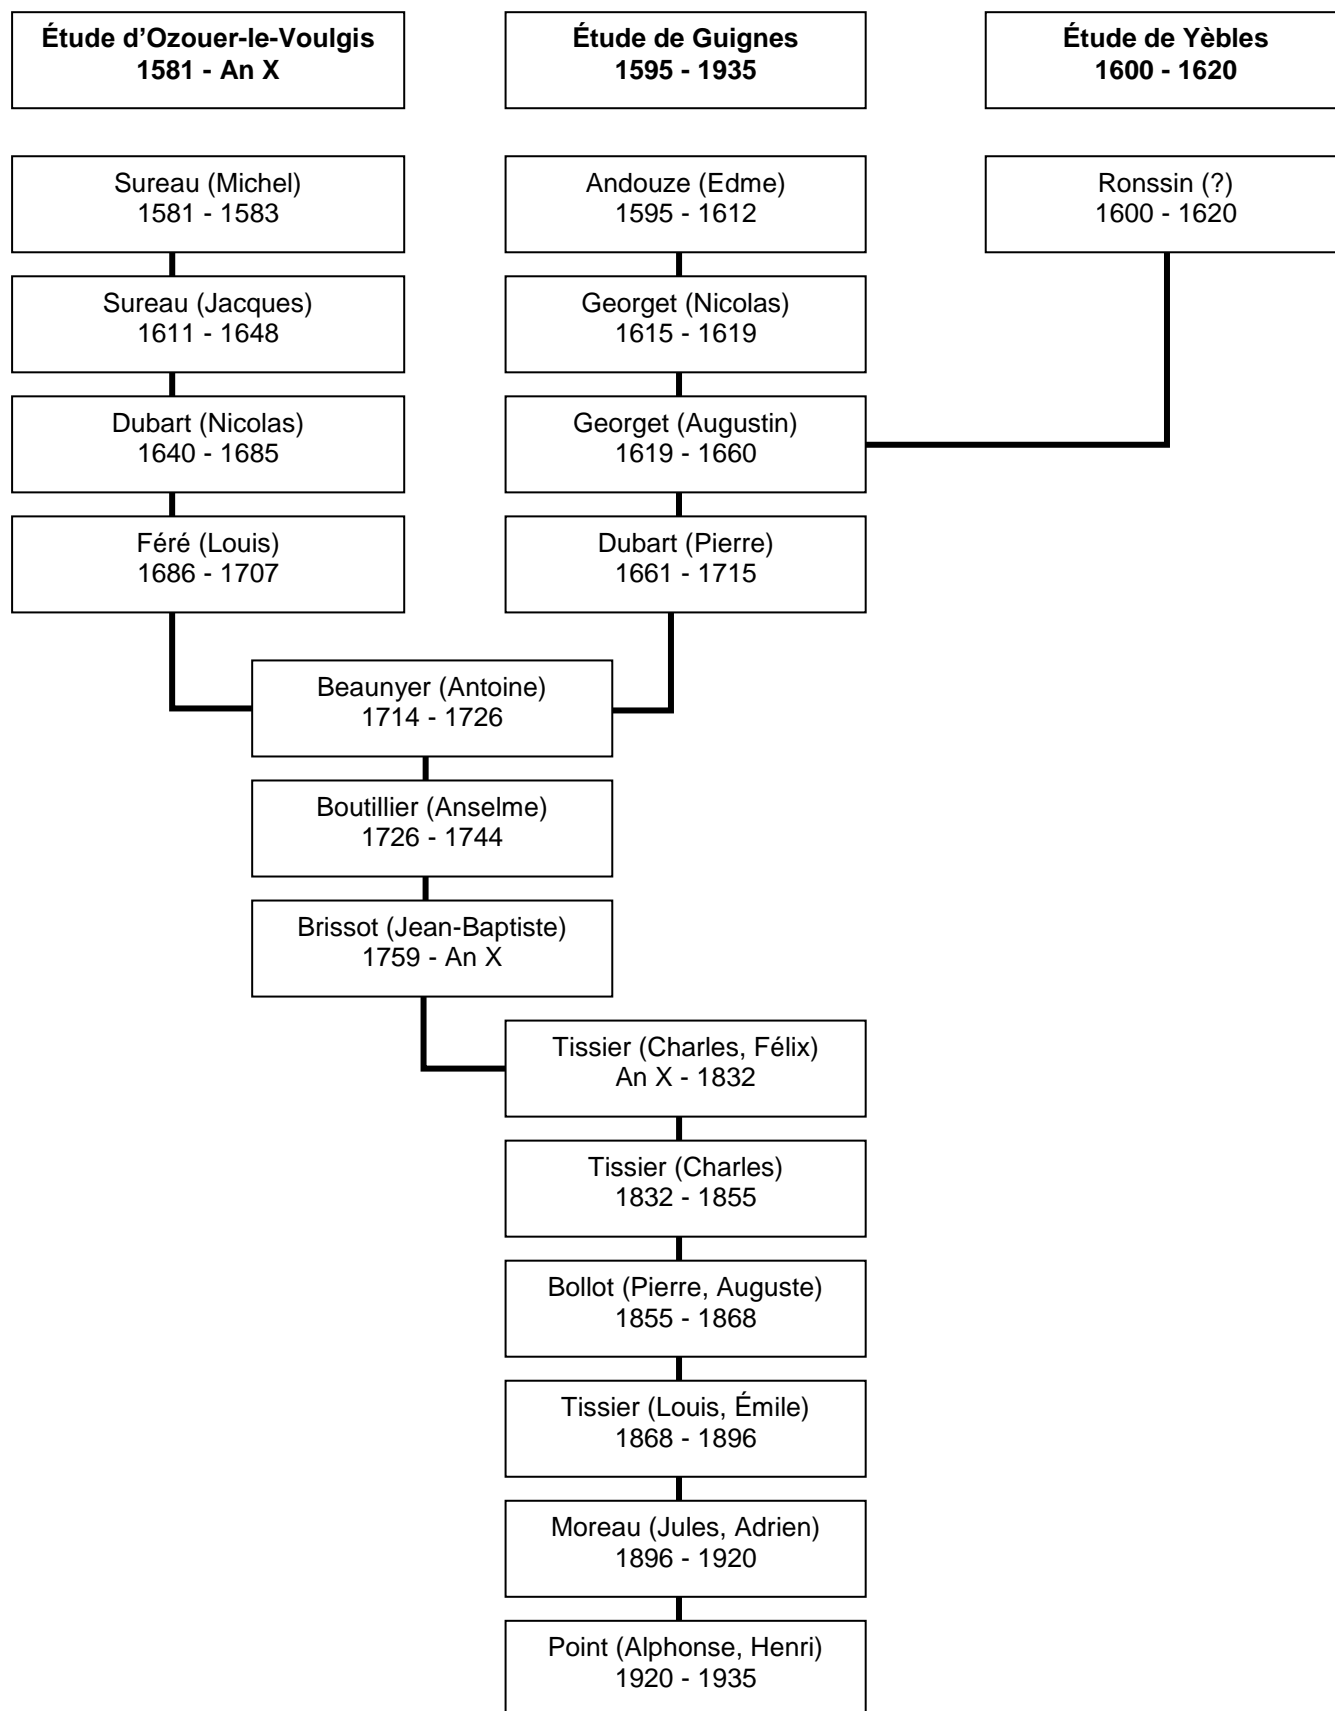 Étude d'Ozouer-le-Voulgis
1581 - An X
Étude de Guignes
1595 - 1935
Étude de Yèbles
1600 - 1620
Sureau (Michel)
1581 - 1583
Andouze (Edme)
1595 - 1612
Ronssin (?)
1600 - 1620
Sureau (Jacques)
1611 - 1648
Georget (Nicolas)
1615 - 1619
Dubart (Nicolas)
1640 - 1685
Georget (Augustin)
1619 - 1660
Féré (Louis)
1686 - 1707
Dubart (Pierre)
1661 - 1715
Beaunyer (Antoine)
1714 - 1726
Boutillier (Anselme)
1726 - 1744
Brissot (Jean-Baptiste)
1759 - An X
Tissier (Charles, Félix)
An X - 1832
Tissier (Charles)
1832 - 1855
Bollot (Pierre, Auguste)
1855 - 1868
Tissier (Louis, Émile)
1868 - 1896
Moreau (Jules, Adrien)
1896 - 1920
Point (Alphonse, Henri)
1920 - 1935